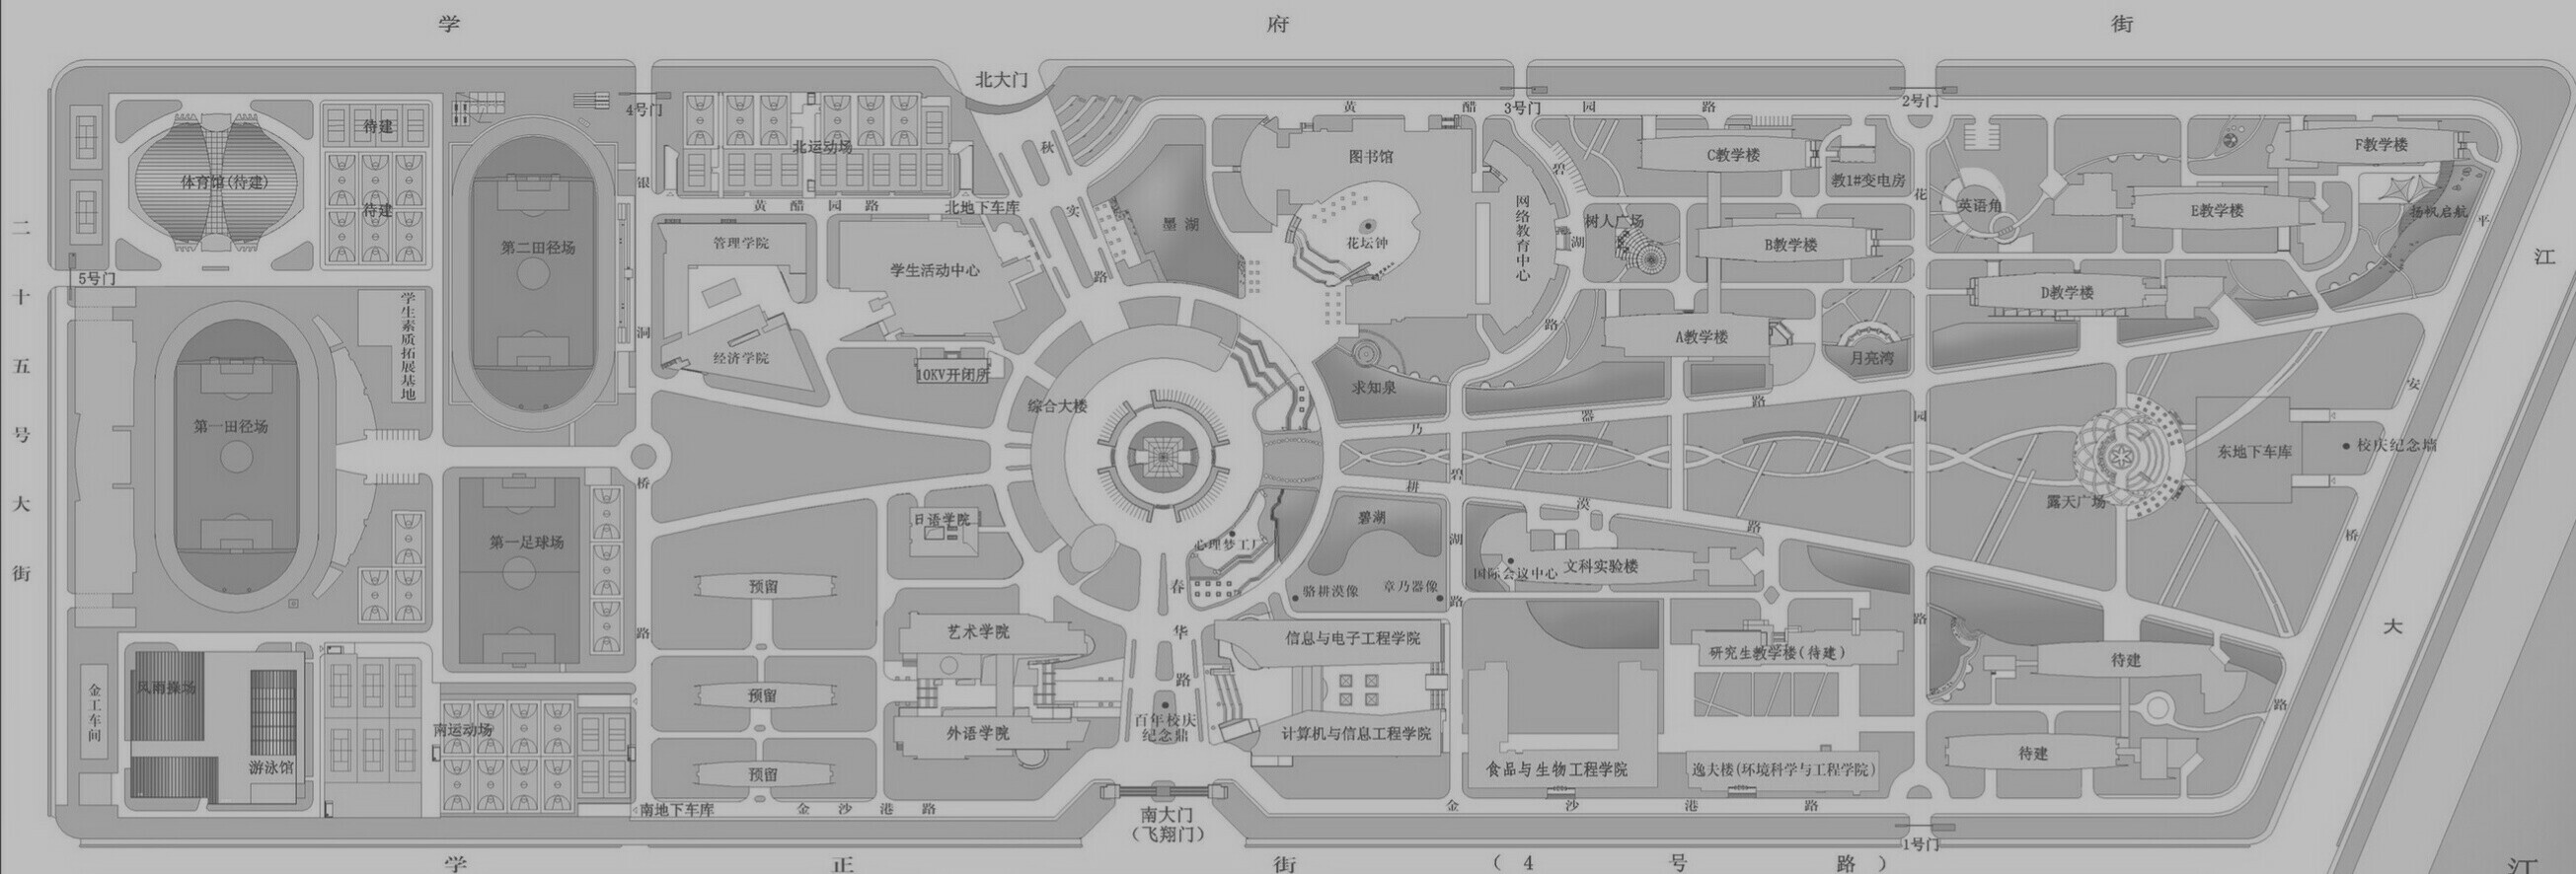 学府街
北大门
4号门
黄醋园路
3号门
2号门
待建
体育馆(待建)
待建
第二田径场
北运动场
秋实路
图书馆
C教学楼
教1#变电房
F教学楼
银洞桥路
黄醋园路
北地下车库
墨湖
花坛钟
网络教育中心
碧湖路
树人广场
B教学楼
花园路
英语角
E教学楼
扬帆启航
平安桥路
管理学院
学生活动中心
5号门
二十五号大街
学生素质拓展基地
经济学院
10KV开闭所
D教学楼
A教学楼
月亮湾
求知泉
综合大楼
第一田径场
乃器路
东地下车库
校庆纪念墙
露天广场
耕漠路
碧湖路
第一足球场
日语学院
心理梦工厂
碧湖
骆耕漠像
章乃器像
国际会议中心
文科实验楼
预留
艺术学院
春华路
信息与电子工程学院
研究生教学楼(待建)
待建
金工车间
风雨操场
游泳馆
南运动场
预留
外语学院
百年校庆
纪念鼎
计算机与信息工程学院
食品与生物工程学院
逸夫楼(环境科学与工程学院)
待建
预留
南地下车库
金沙港路
南大门
(飞翔门)
金沙港路
1号门
学正街(4号路)
江大
江